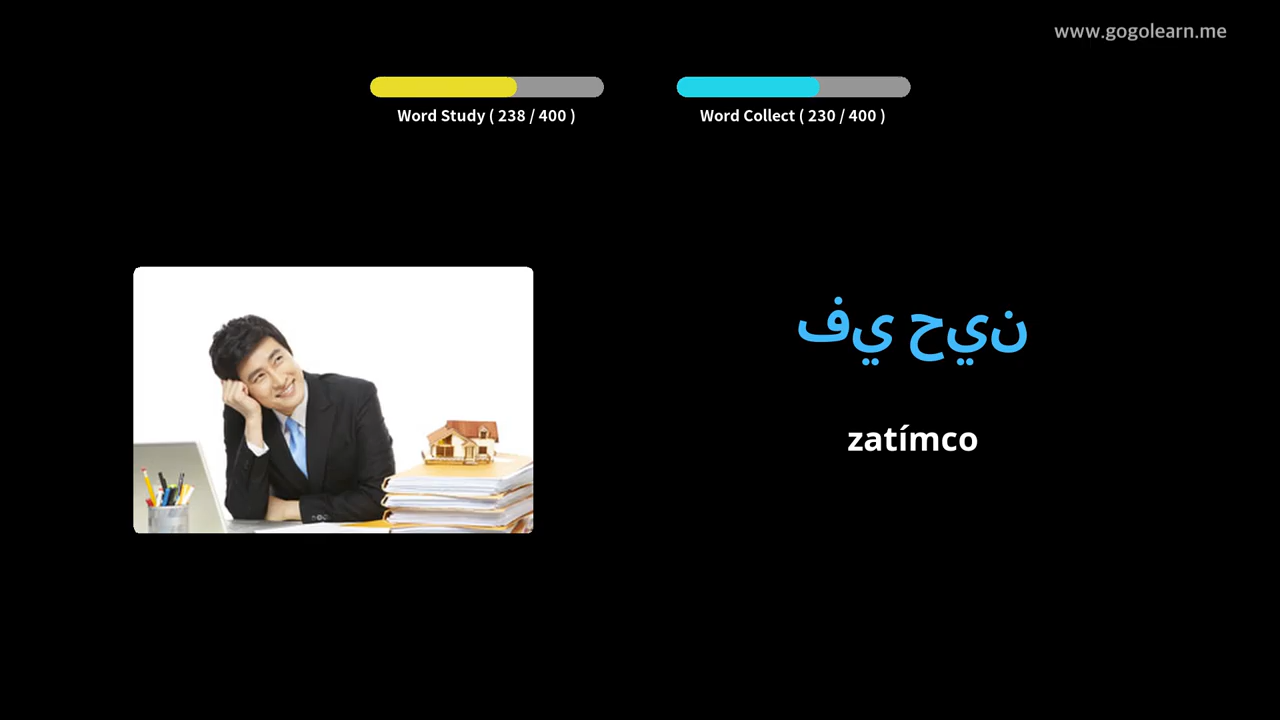 www.gogolearn.me
Word Study ( 238 / 400 )
Word Collect ( 230 / 400 )
في حين
zatímco